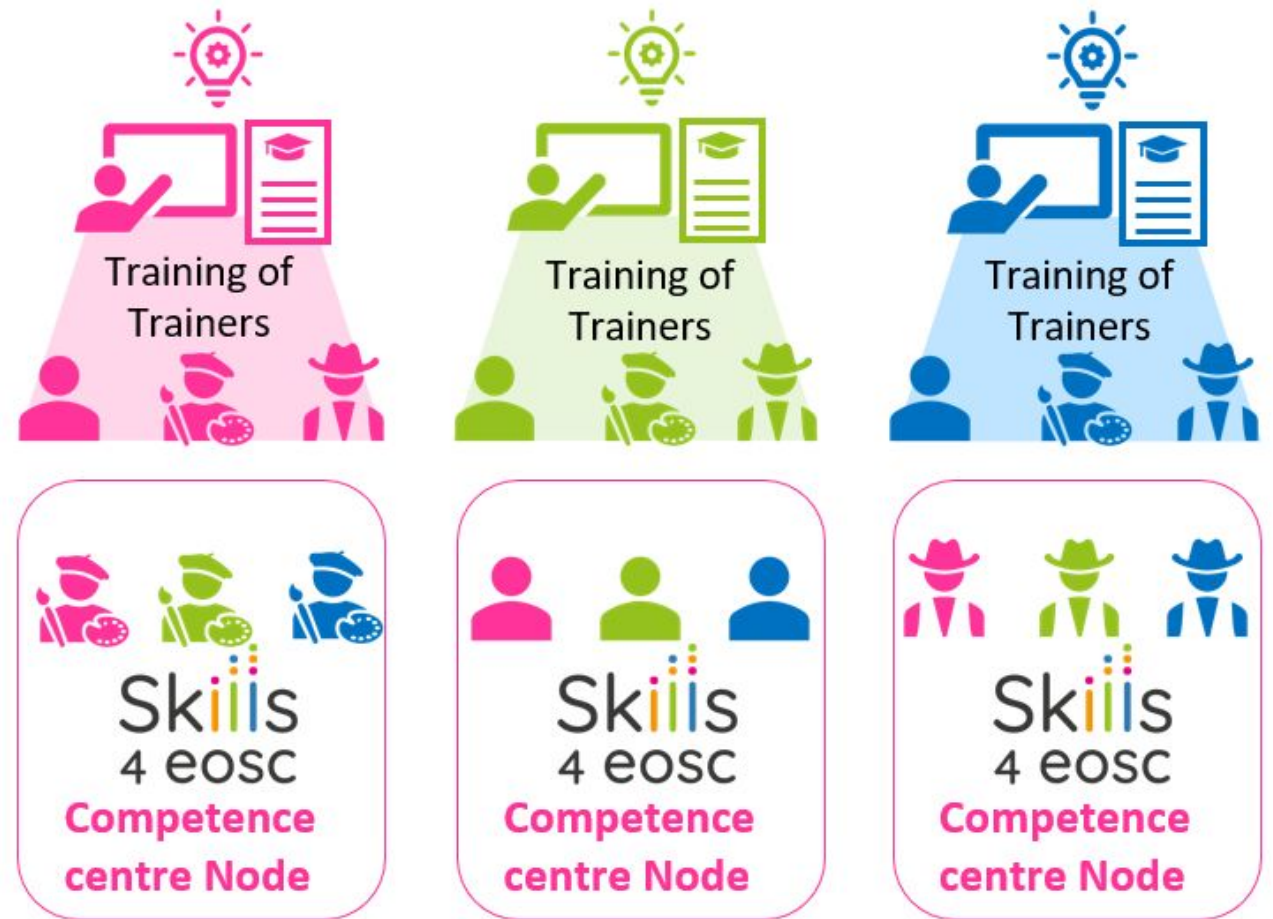 Training of
Trainers
Training of
Trainers
Training of
Trainers
Skills
4 eosc
Competence
centre Node
Skills
4 eosc
Competence
centre Node
Skills
4 eosc
Competence
centre Node